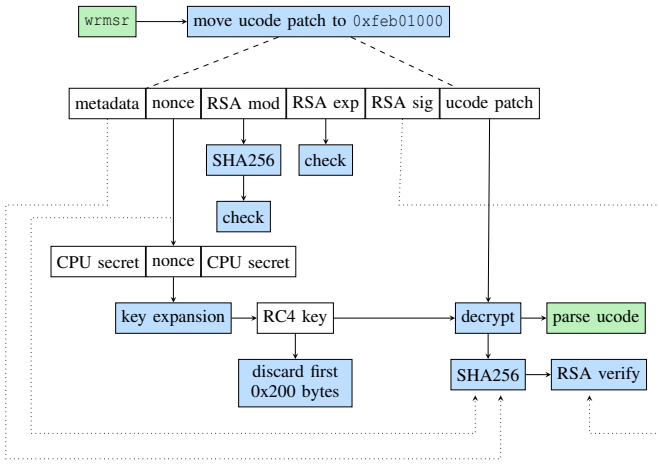 wrmsr
move ucode patch to 0xfeb01000
metadata nonce RSA mod RSA exp RSA sig ucode patch
SHA256 check
check
CPU secret nonce CPU secret
key expansion RC4 key decrypt parse ucode
discard first
0x200 bytes
SHA256 RSA verify